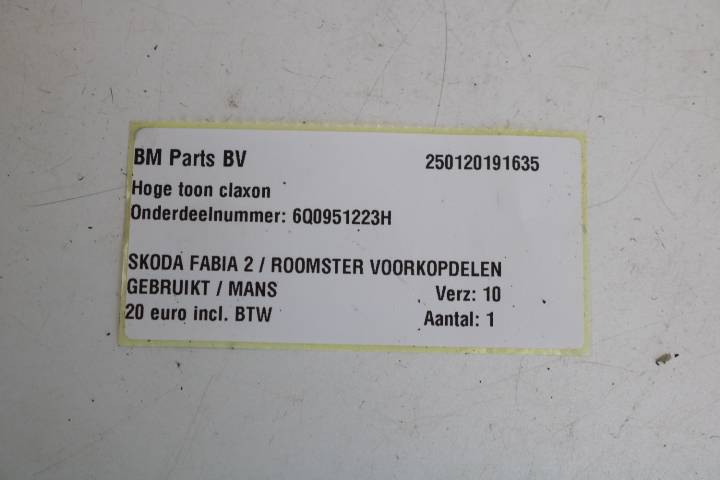 BM Parts BV 250120191635
Hoge toon claxon
Onderdeelnummer: 6Q0951223H
SKODA FABIA 2 / ROOMSTER VOORKOPDELEN
GEBRUIKT / MANS Verz: 10
20 euro incl. BTW Aantal: 1